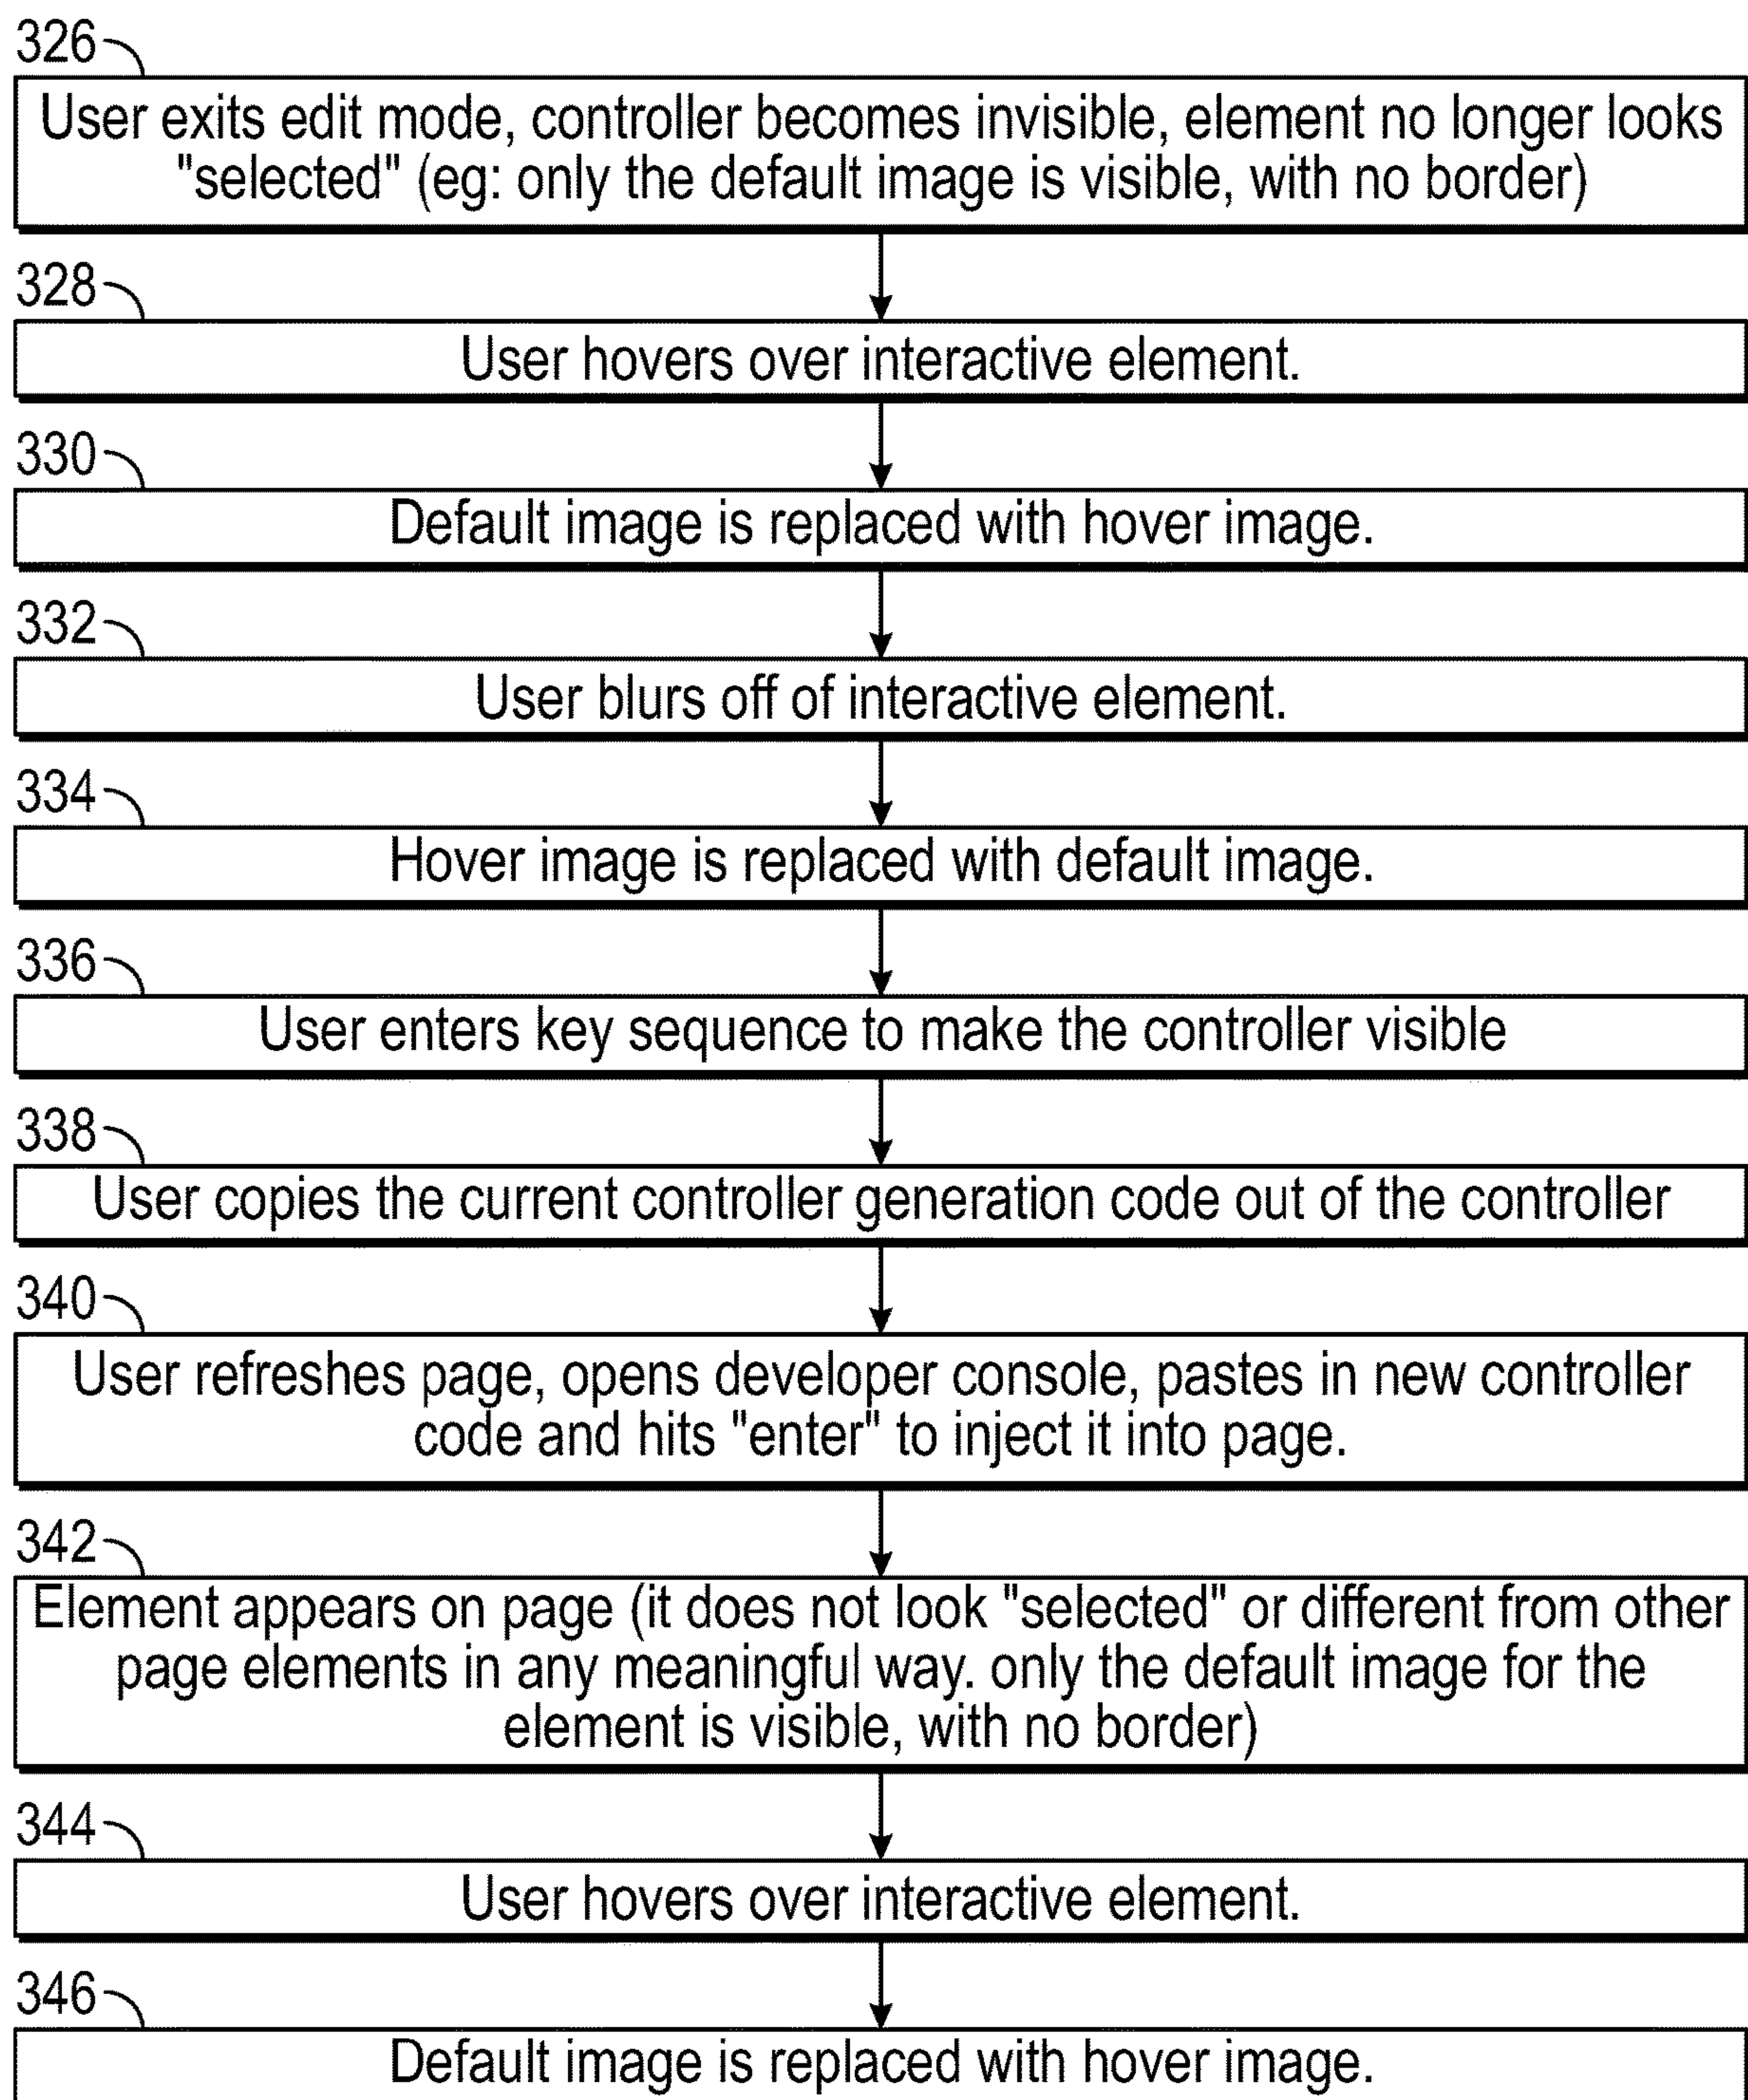 326
User exits edit mode, controller becomes invisible, element no longer looks
"selected" (eg: only the default image is visible, with no border)
328
User hovers over interactive element.
330
Default image is replaced with hover image.
332
User blurs off of interactive element.
334
Hover image is replaced with default image.
336
User enters key sequence to make the controller visible
338
User copies the current controller generation code out of the controller
340
User refreshes page, opens developer console, pastes in new controller
code and hits "enter" to inject it into page.
342
Element appears on page (it does not look "selected" or different from other
page elements in any meaningful way. only the default image for the
element is visible, with no border)
344
User hovers over interactive element.
346
Default image is replaced with hover image.